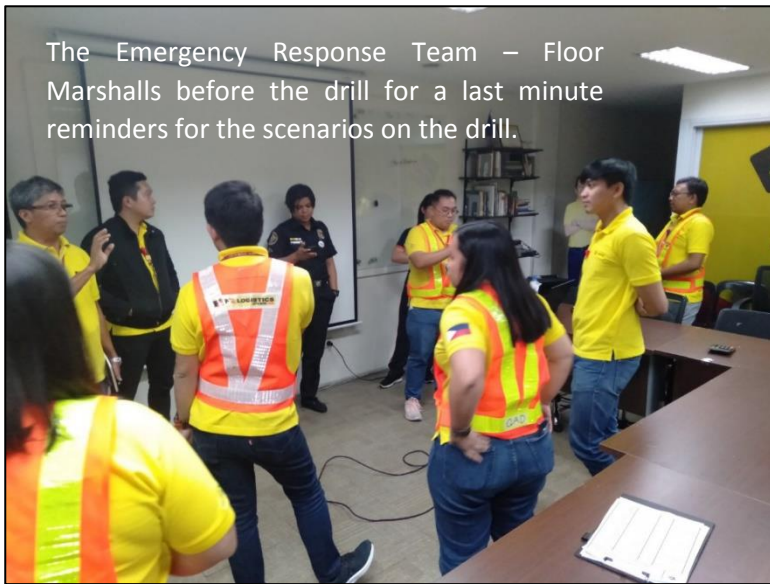 The Emergency Response Team – Floor
Marshalls before the drill for a last minute
reminders for the scenarios on the drill.
LOGISTICS
QAD